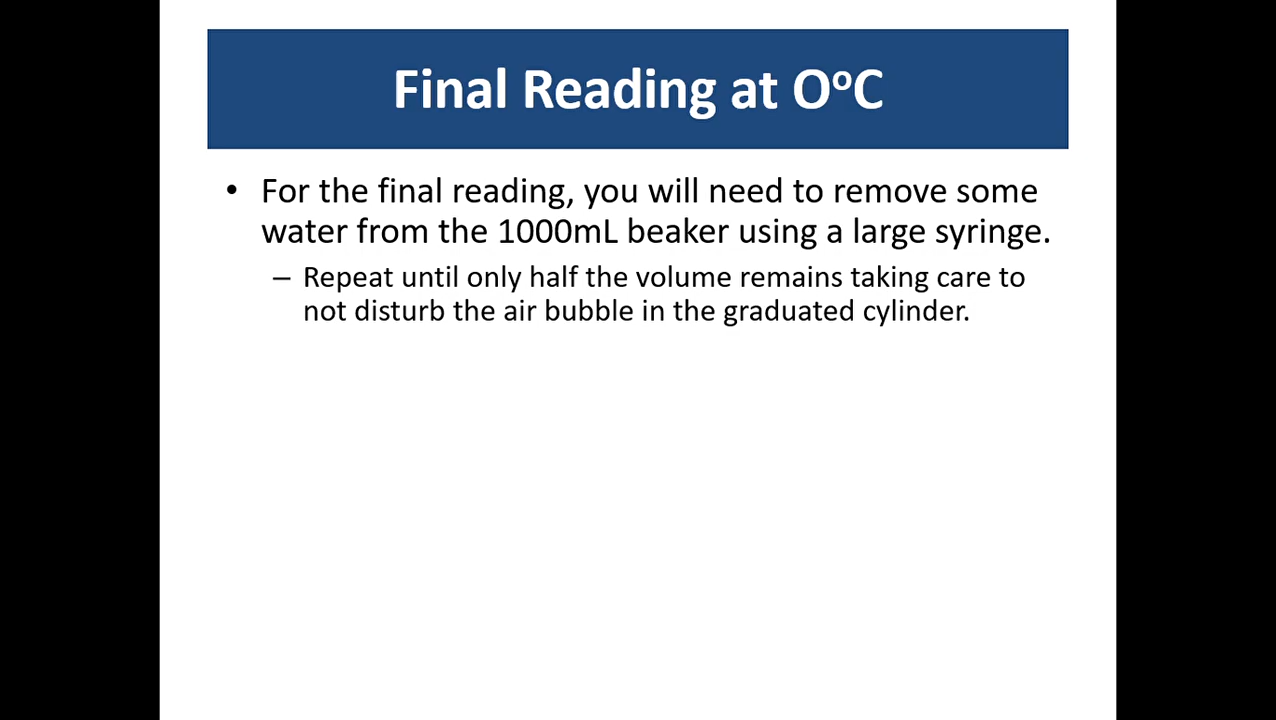 Final Reading at OᵒC
• For the final reading, you will need to remove some
water from the 1000mL beaker using a large syringe.
– Repeat until only half the volume remains taking care to
not disturb the air bubble in the graduated cylinder.